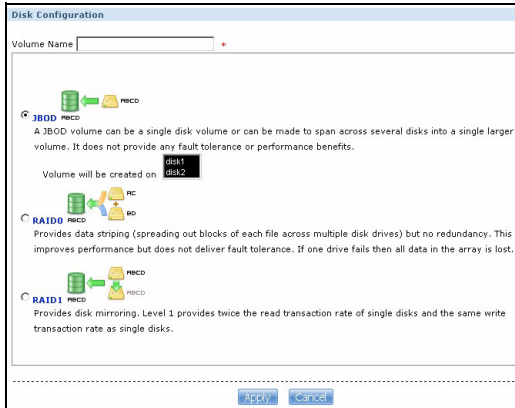 Disk Configuration
Volume Name *
ABCD
JBOD ABCD
A JBOD volume can be a single disk volume or can be made to span across several disks into a single larger
volume. It does not provide any fault tolerance or performance benefits.
Volume will be created on
disk1
disk2
AC
BD
RAID0 ABCD
Provides data striping (spreading out blocks of each file across multiple disk drives) but no redundancy. This
improves performance but does not deliver fault tolerance. If one drive fails then all data in the array is lost.
ABCD
ABCD
RAID1 ABCD
Provides disk mirroring. Level 1 provides twice the read transaction rate of single disks and the same write
transaction rate as single disks.
Apply Cancel